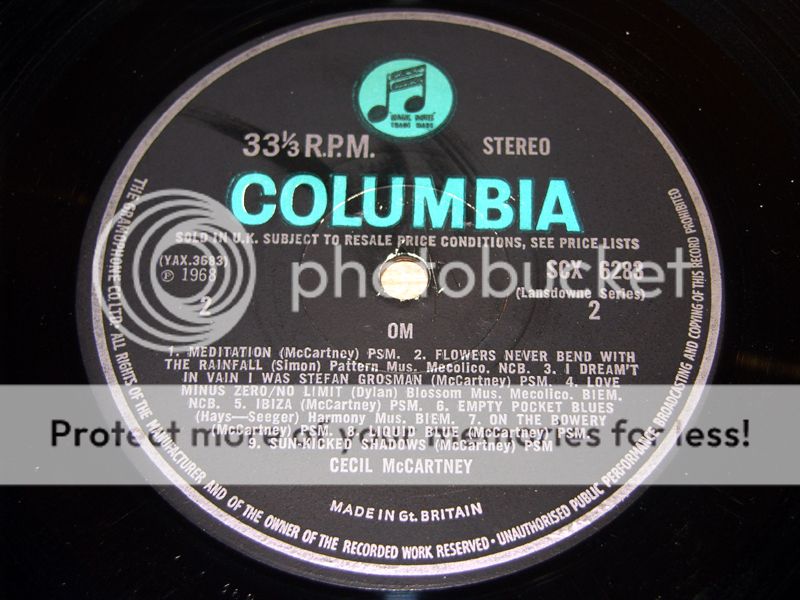 33⅓ R.P.M.
STEREO
COLUMBIA
SOLD IN U.K. SUBJECT TO RESALE PRICE CONDITIONS, SEE PRICE LISTS
(YAX.3683)
℗ 1968
2
SCX 6283
(Lansdowne Series)
2
OM
1. MEDITATION (McCartney) PSM. 2. FLOWERS NEVER BEND WITH
THE RAINFALL (Simon) Pattern Mus. Mecolico. NCB. 3. I DREAM'T
IN VAIN I WAS STEFAN GROSMAN (McCartney) PSM. 4. LOVE
MINUS ZERO/NO LIMIT (Dylan) Blossom Mus. Mecolico. BIEM.
NCB. 5. IBIZA (McCartney) PSM. 6. EMPTY POCKET BLUES
(Hays—Seeger) Harmony Mus. BIEM. 7. ON THE BOWERY
(McCartney) PSM. 8. LIQUID BLUE (McCartney) PSM.
9. SUN-KICKED SHADOWS (McCartney) PSM
CECIL McCARTNEY
MADE IN Gt. BRITAIN
THE GRAMOPHONE CO. LTD. ALL RIGHTS OF THE MANUFACTURER AND OF THE OWNER OF THE RECORDED WORK RESERVED · UNAUTHORISED PUBLIC PERFORMANCE BROADCASTING AND COPYING OF THIS RECORD PROHIBITED
photobucket
Protect more of your memories for less!